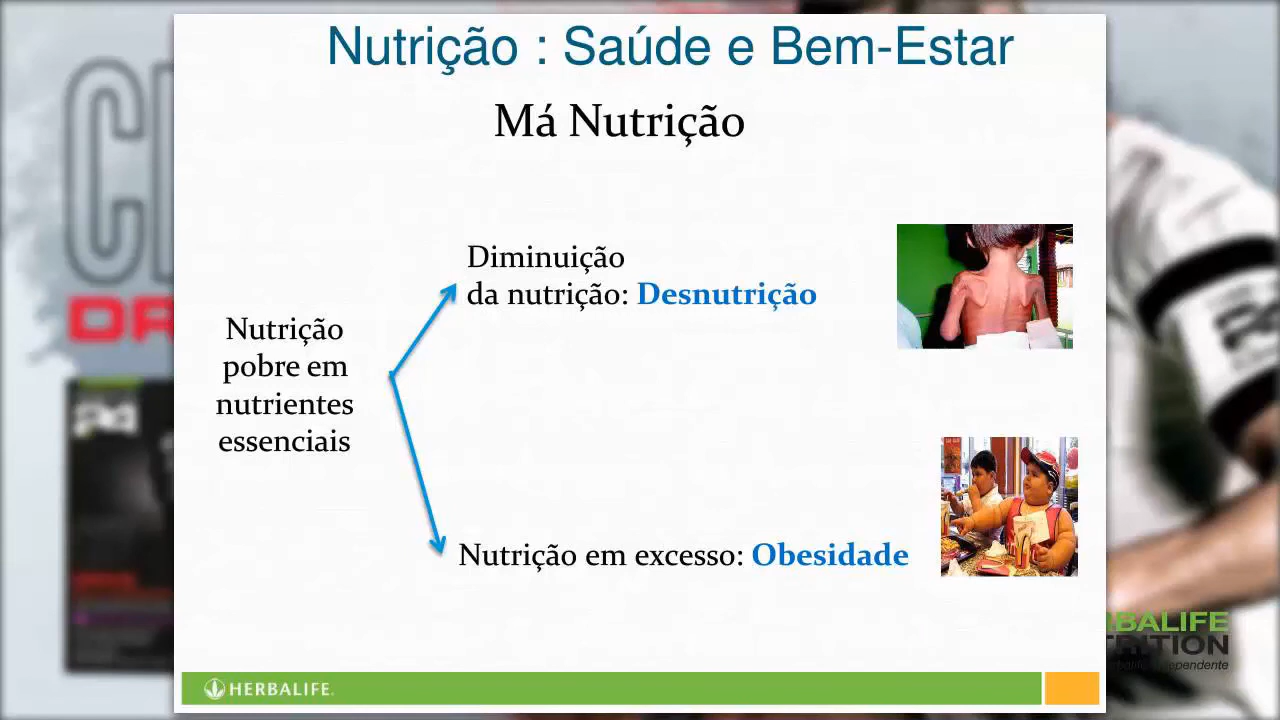 Nutrição : Saúde e Bem-Estar
Má Nutrição
Diminuição
da nutrição: Desnutrição
Nutrição
pobre em
nutrientes
essenciais
Nutrição em excesso: Obesidade
HERBALIFE